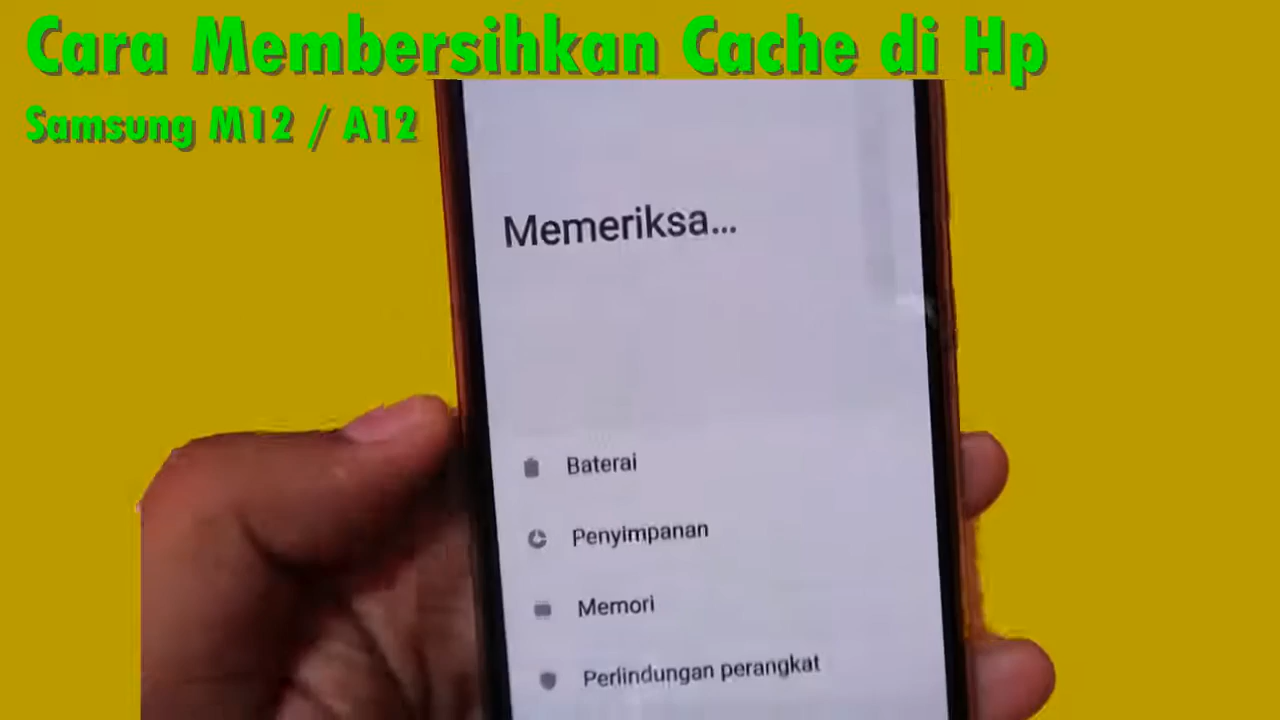 Cara Membersihkan Cache di Hp
Samsung M12 / A12
Memeriksa...
Baterai
Penyimpanan
Memori
Perlindungan perangkat